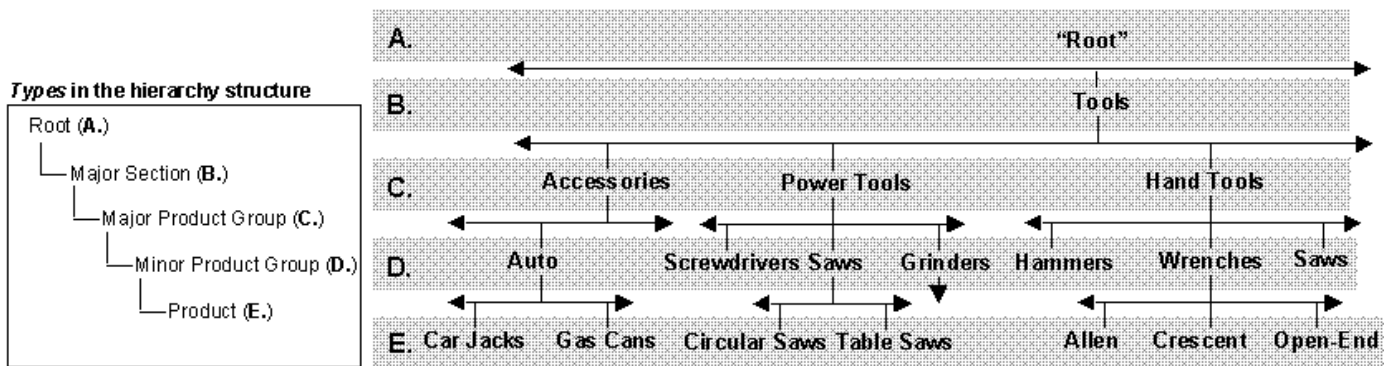 Types in the hierarchy structure
Root (A.)
Major Section (B.)
Major Product Group (C.)
Minor Product Group (D.)
Product (E.)
A. “Root”
B. Tools
C. Accessories Power Tools Hand Tools
D. Auto Screwdrivers Saws Grinders Hammers Wrenches Saws
E. Car Jacks Gas Cans Circular Saws Table Saws Allen Crescent Open-End